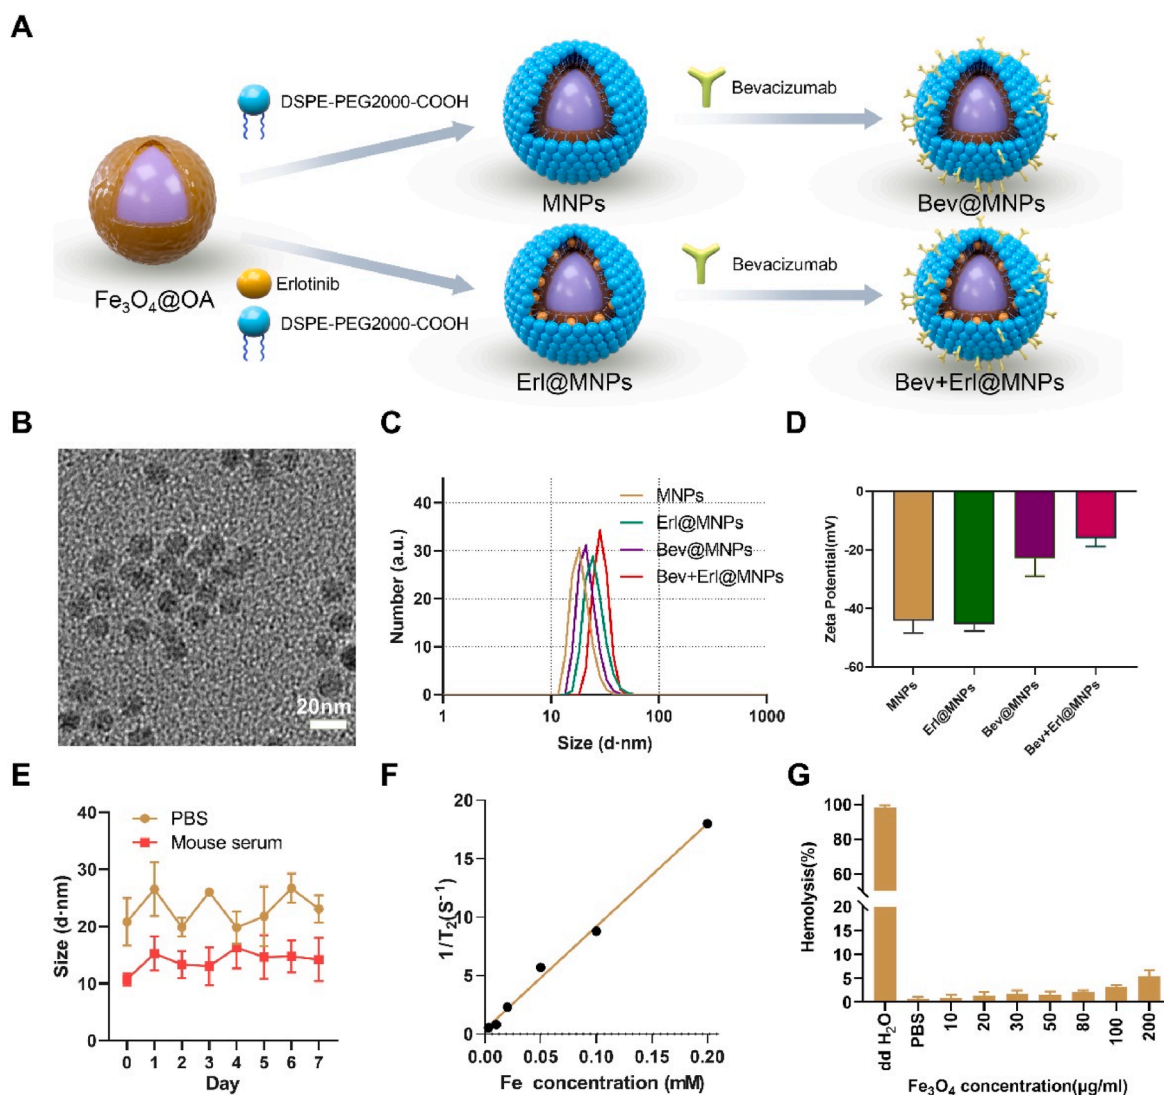 A
DSPE-PEG2000-COOH
Bevacizumab
MNPs
Bev@MNPs
Fe₃O₄@OA
Erlotinib
DSPE-PEG2000-COOH
Bevacizumab
Erl@MNPs
Bev+Erl@MNPs
B
20nm
C
Number (a.u.)
40
30
20
10
0
1
10
100
1000
Size (d·nm)
MNPs
Erl@MNPs
Bev@MNPs
Bev+Erl@MNPs
D
Zeta Potential(mV)
0
-20
-40
-60
MNPs
Erl@MNPs
Bev@MNPs
Bev+Erl@MNPs
E
Size (d·nm)
40
30
20
10
0
PBS
Mouse serum
0 1 2 3 4 5 6 7
Day
F
1/T₂(S⁻¹)
20
15
10
5
0
0.00 0.05 0.10 0.15 0.20
Fe concentration (mM)
G
Hemolysis(%)
100
80
60
20
15
10
5
0
dd H₂O
PBS
10
20
30
50
80
100
200
Fe₃O₄ concentration(μg/ml)